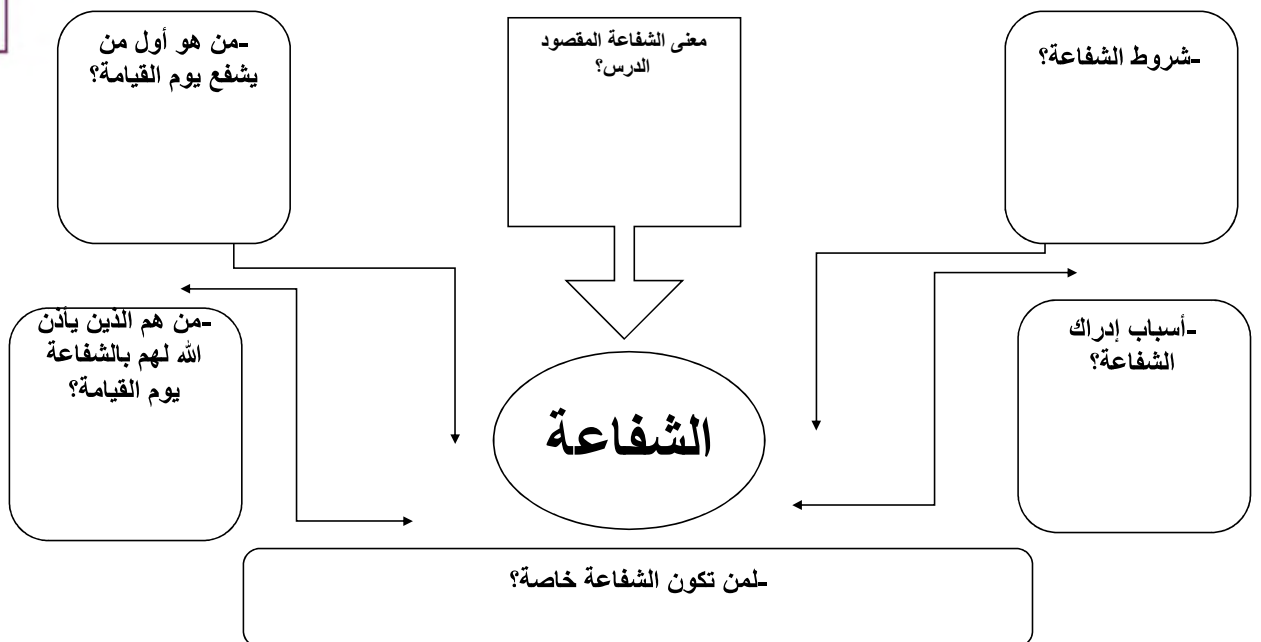 -شروط الشفاعة؟
معنى الشفاعة المقصود
الدرس؟
-من هو أول من
يشفع يوم القيامة؟
-أسباب إدراك
الشفاعة؟
-من هم الذين يأذن
الله لهم بالشفاعة
يوم القيامة؟
الشفاعة
-لمن تكون الشفاعة خاصة؟